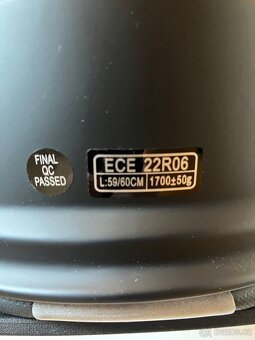 FINAL
QC
PASSED
ECE 22R06
L:59/60CM 1700±50g